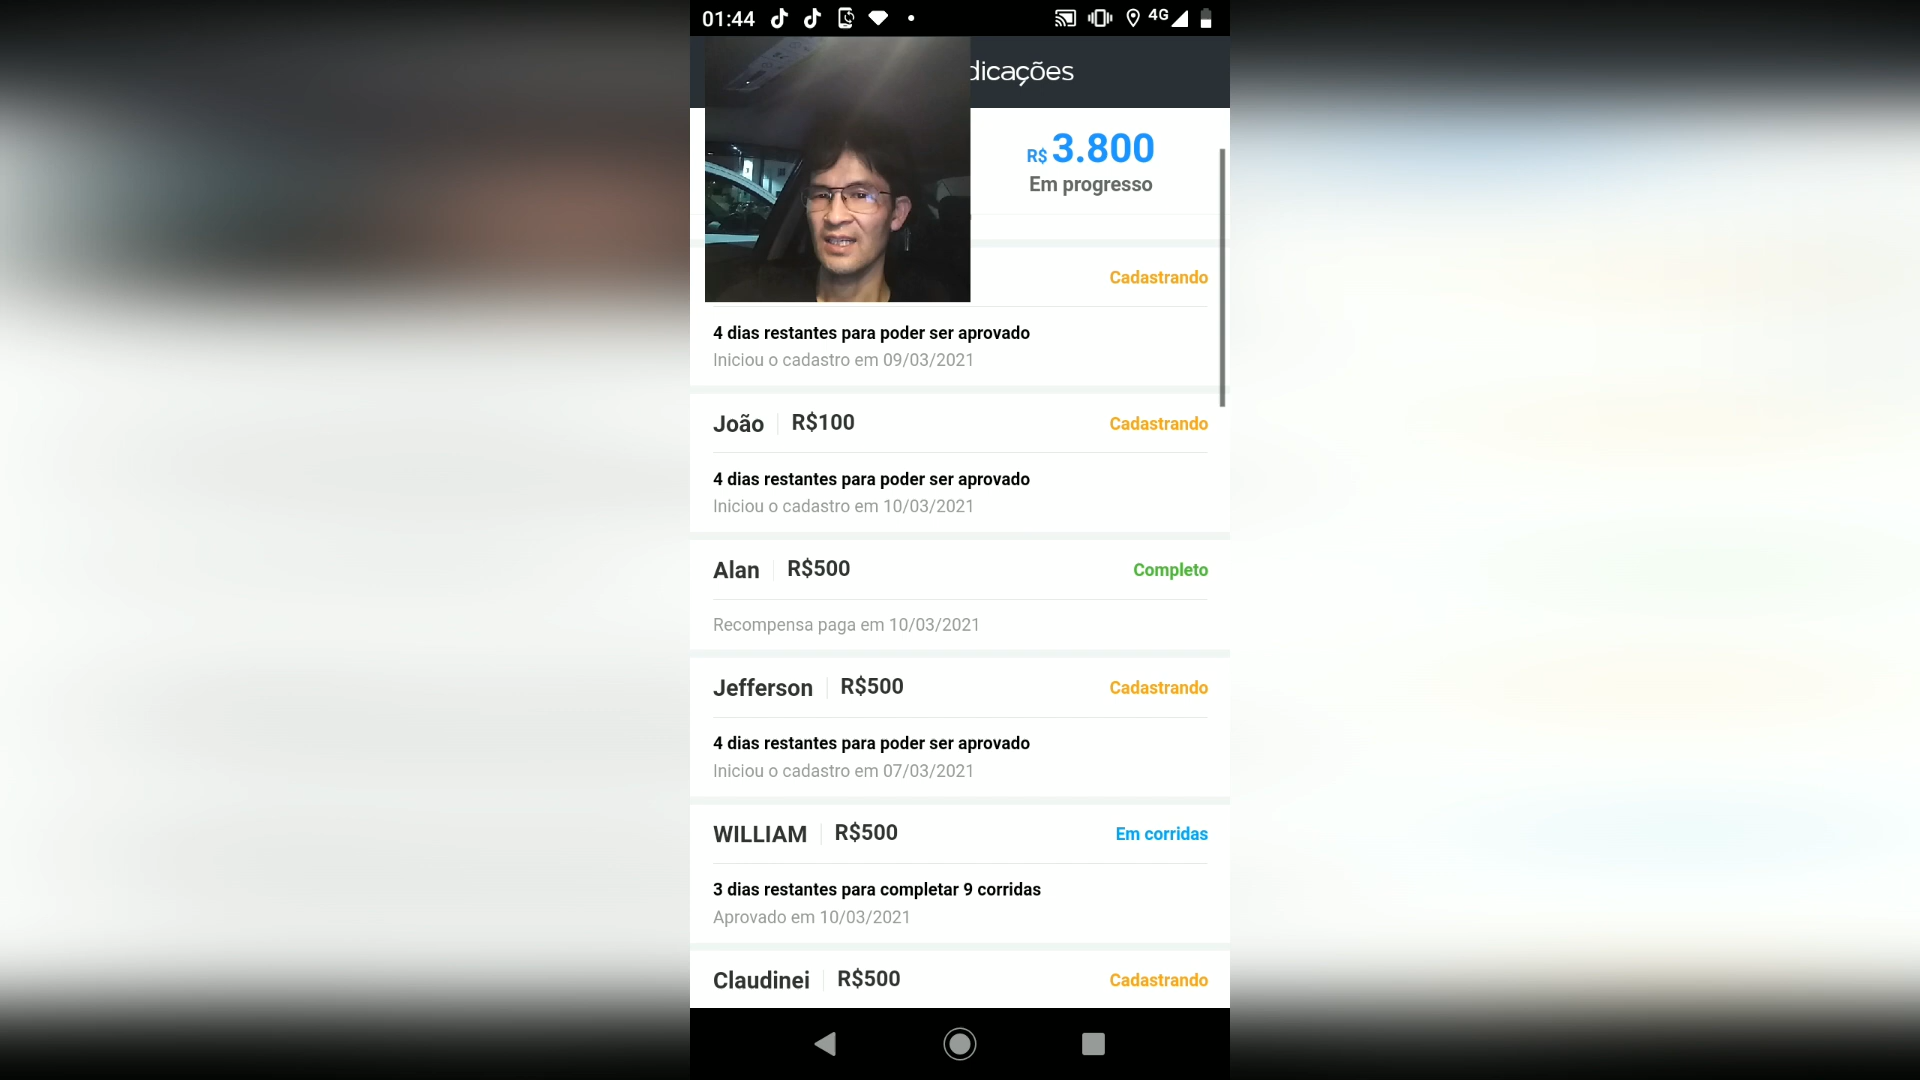 01:44
4G
dicações
R$ 3.800
Em progresso
Cadastrando
4 dias restantes para poder ser aprovado
Iniciou o cadastro em 09/03/2021
João R$100 Cadastrando
4 dias restantes para poder ser aprovado
Iniciou o cadastro em 10/03/2021
Alan R$500 Completo
Recompensa paga em 10/03/2021
Jefferson R$500 Cadastrando
4 dias restantes para poder ser aprovado
Iniciou o cadastro em 07/03/2021
WILLIAM R$500 Em corridas
3 dias restantes para completar 9 corridas
Aprovado em 10/03/2021
Claudinei R$500 Cadastrando